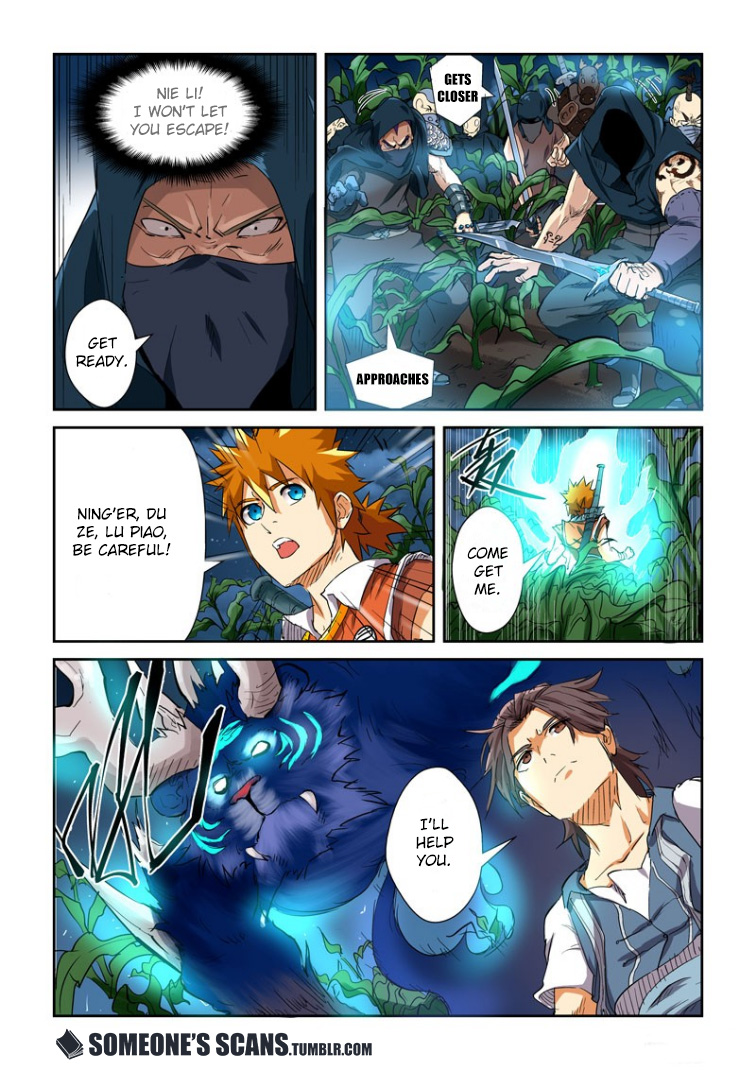 NIE LI!
I WON'T LET
YOU ESCAPE!
GET
READY.
GETS
CLOSER
APPROACHES
NING'ER, DU
ZE, LU PIAO,
BE CAREFUL!
COME
GET
ME.
I'LL
HELP
YOU.
SOMEONE'S SCANS.TUMBLR.COM